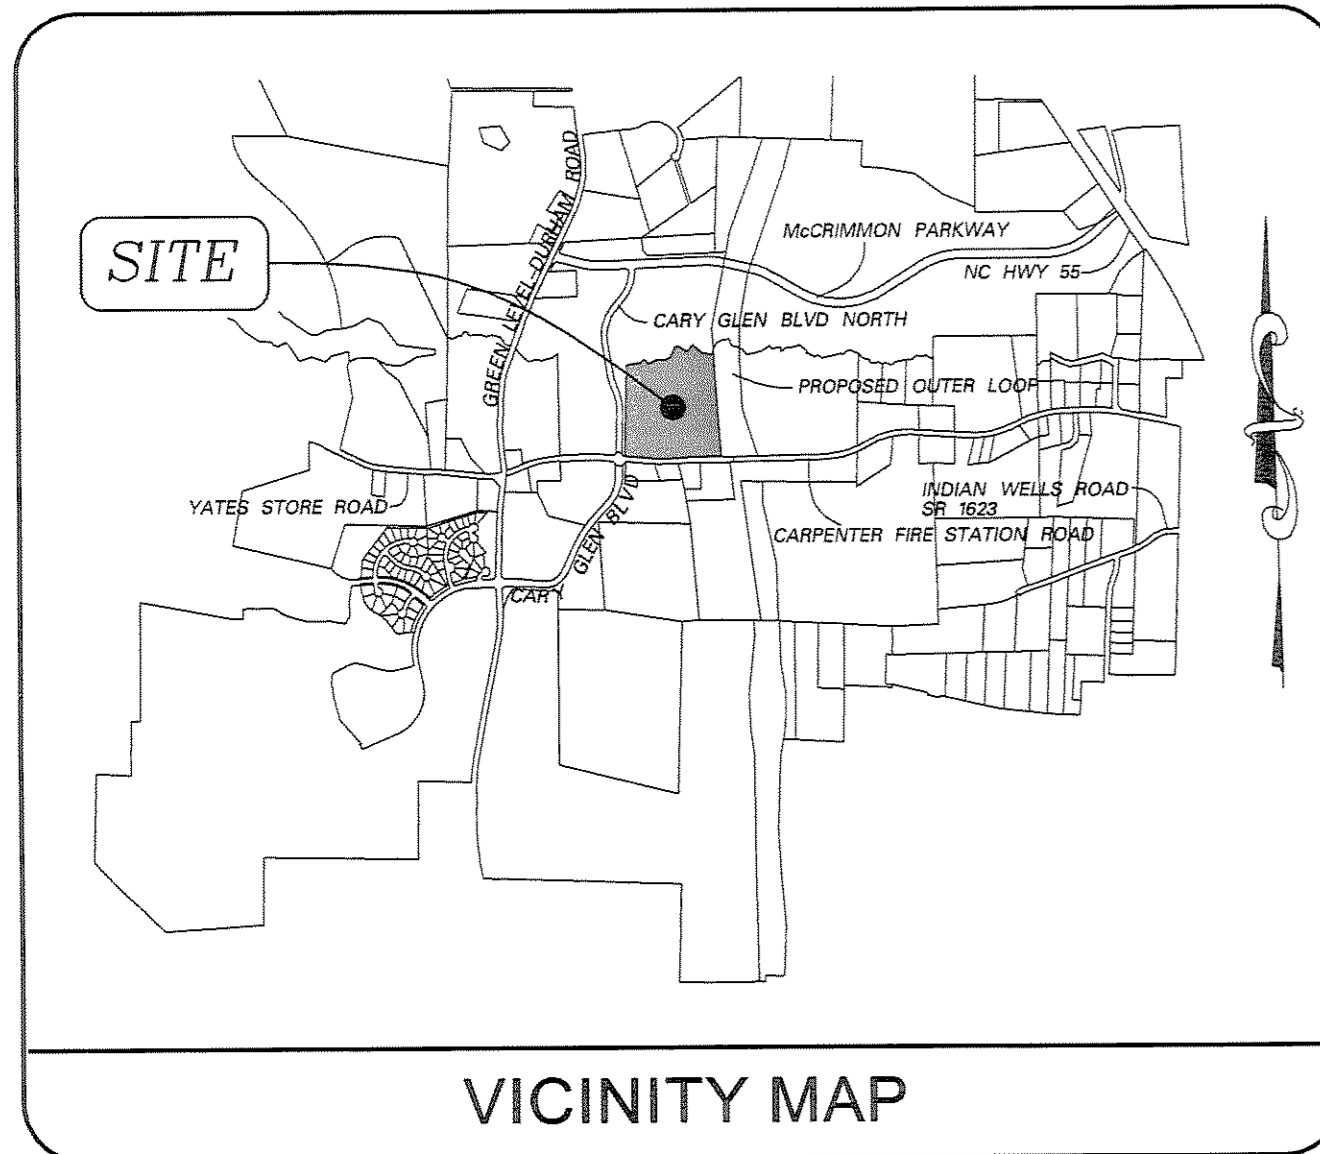 GREEN LEVEL-DURHAM ROAD
SITE
McCRIMMON PARKWAY
NC HWY 55
CARY GLEN BLVD NORTH
PROPOSED OUTER LOOP
YATES STORE ROAD
INDIAN WELLS ROAD
SR 1623
CARPENTER FIRE STATION ROAD
CARY GLEN BLVD
VICINITY MAP